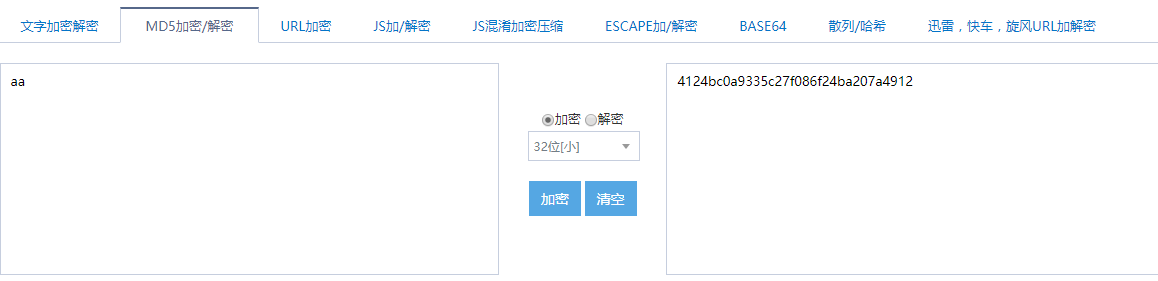 文字加密解密 MD5加密/解密 URL加密 JS加/解密 JS混淆加密压缩 ESCAPE加/解密 BASE64 散列/哈希 迅雷，快车，旋风URL加解密
aa
4124bc0a9335c27f086f24ba207a4912
加密 解密
32位[小]
加密 清空